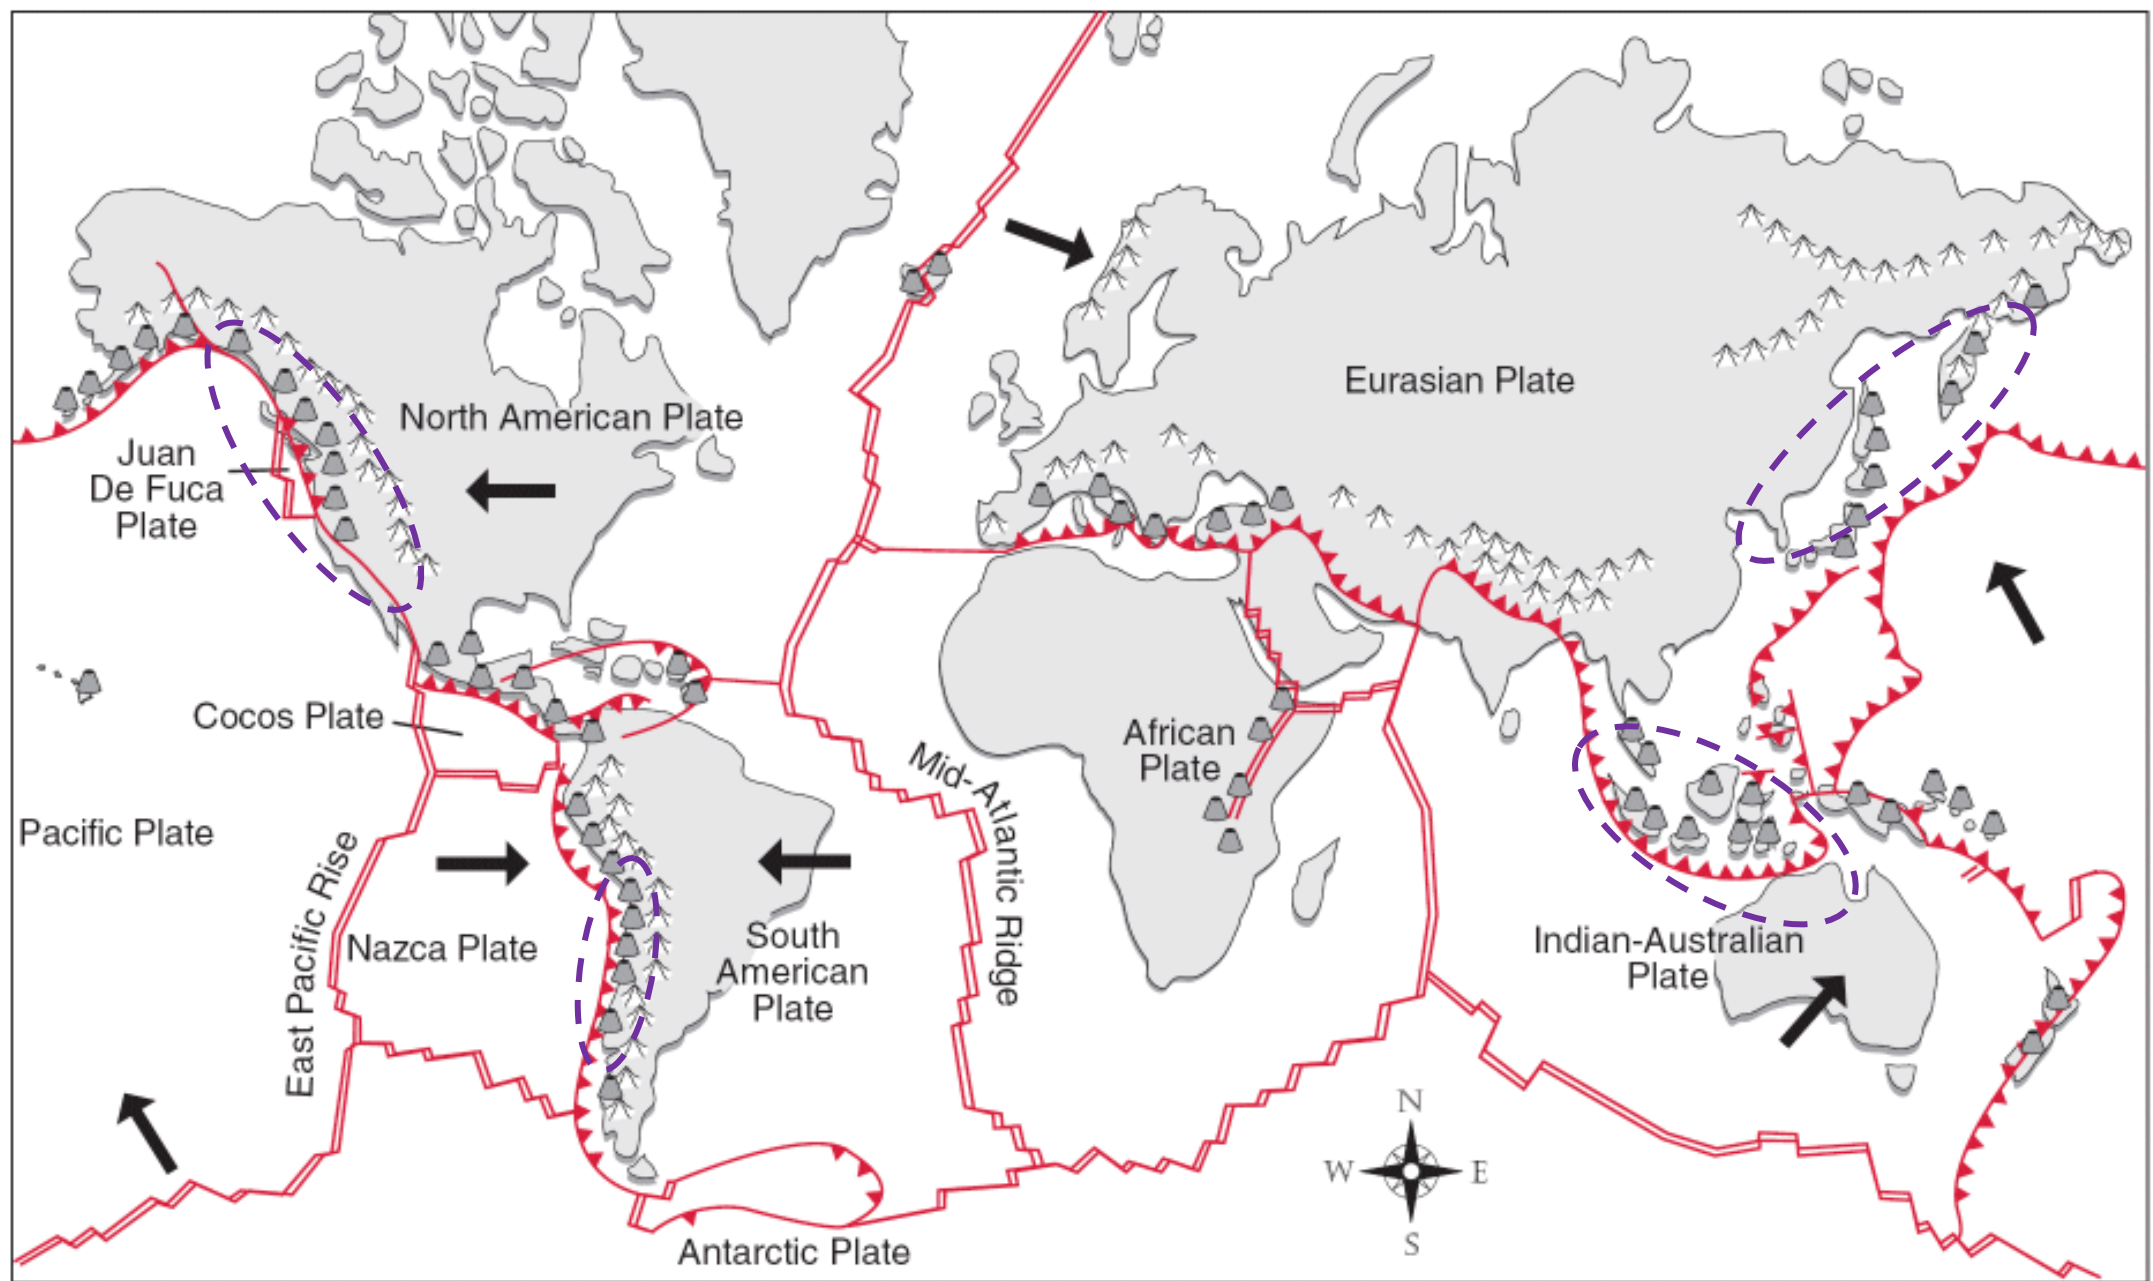 Eurasian Plate
North American Plate
Juan
De Fuca
Plate
Cocos Plate
African
Plate
Mid-Atlantic Ridge
Pacific Plate
East Pacific Rise
Nazca Plate
South
American
Plate
Indian-Australian
Plate
N
W
E
S
Antarctic Plate